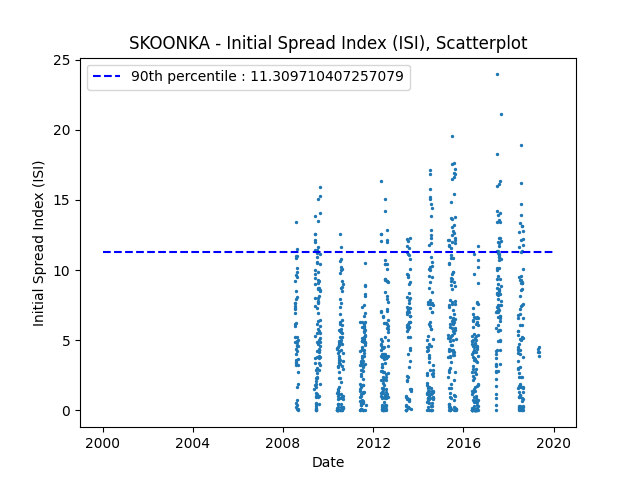 SKOONKA - Initial Spread Index (ISI), Scatterplot
90th percentile : 11.309710407257079
Initial Spread Index (ISI)
25
20
15
10
5
0
2000 2004 2008 2012 2016 2020
Date